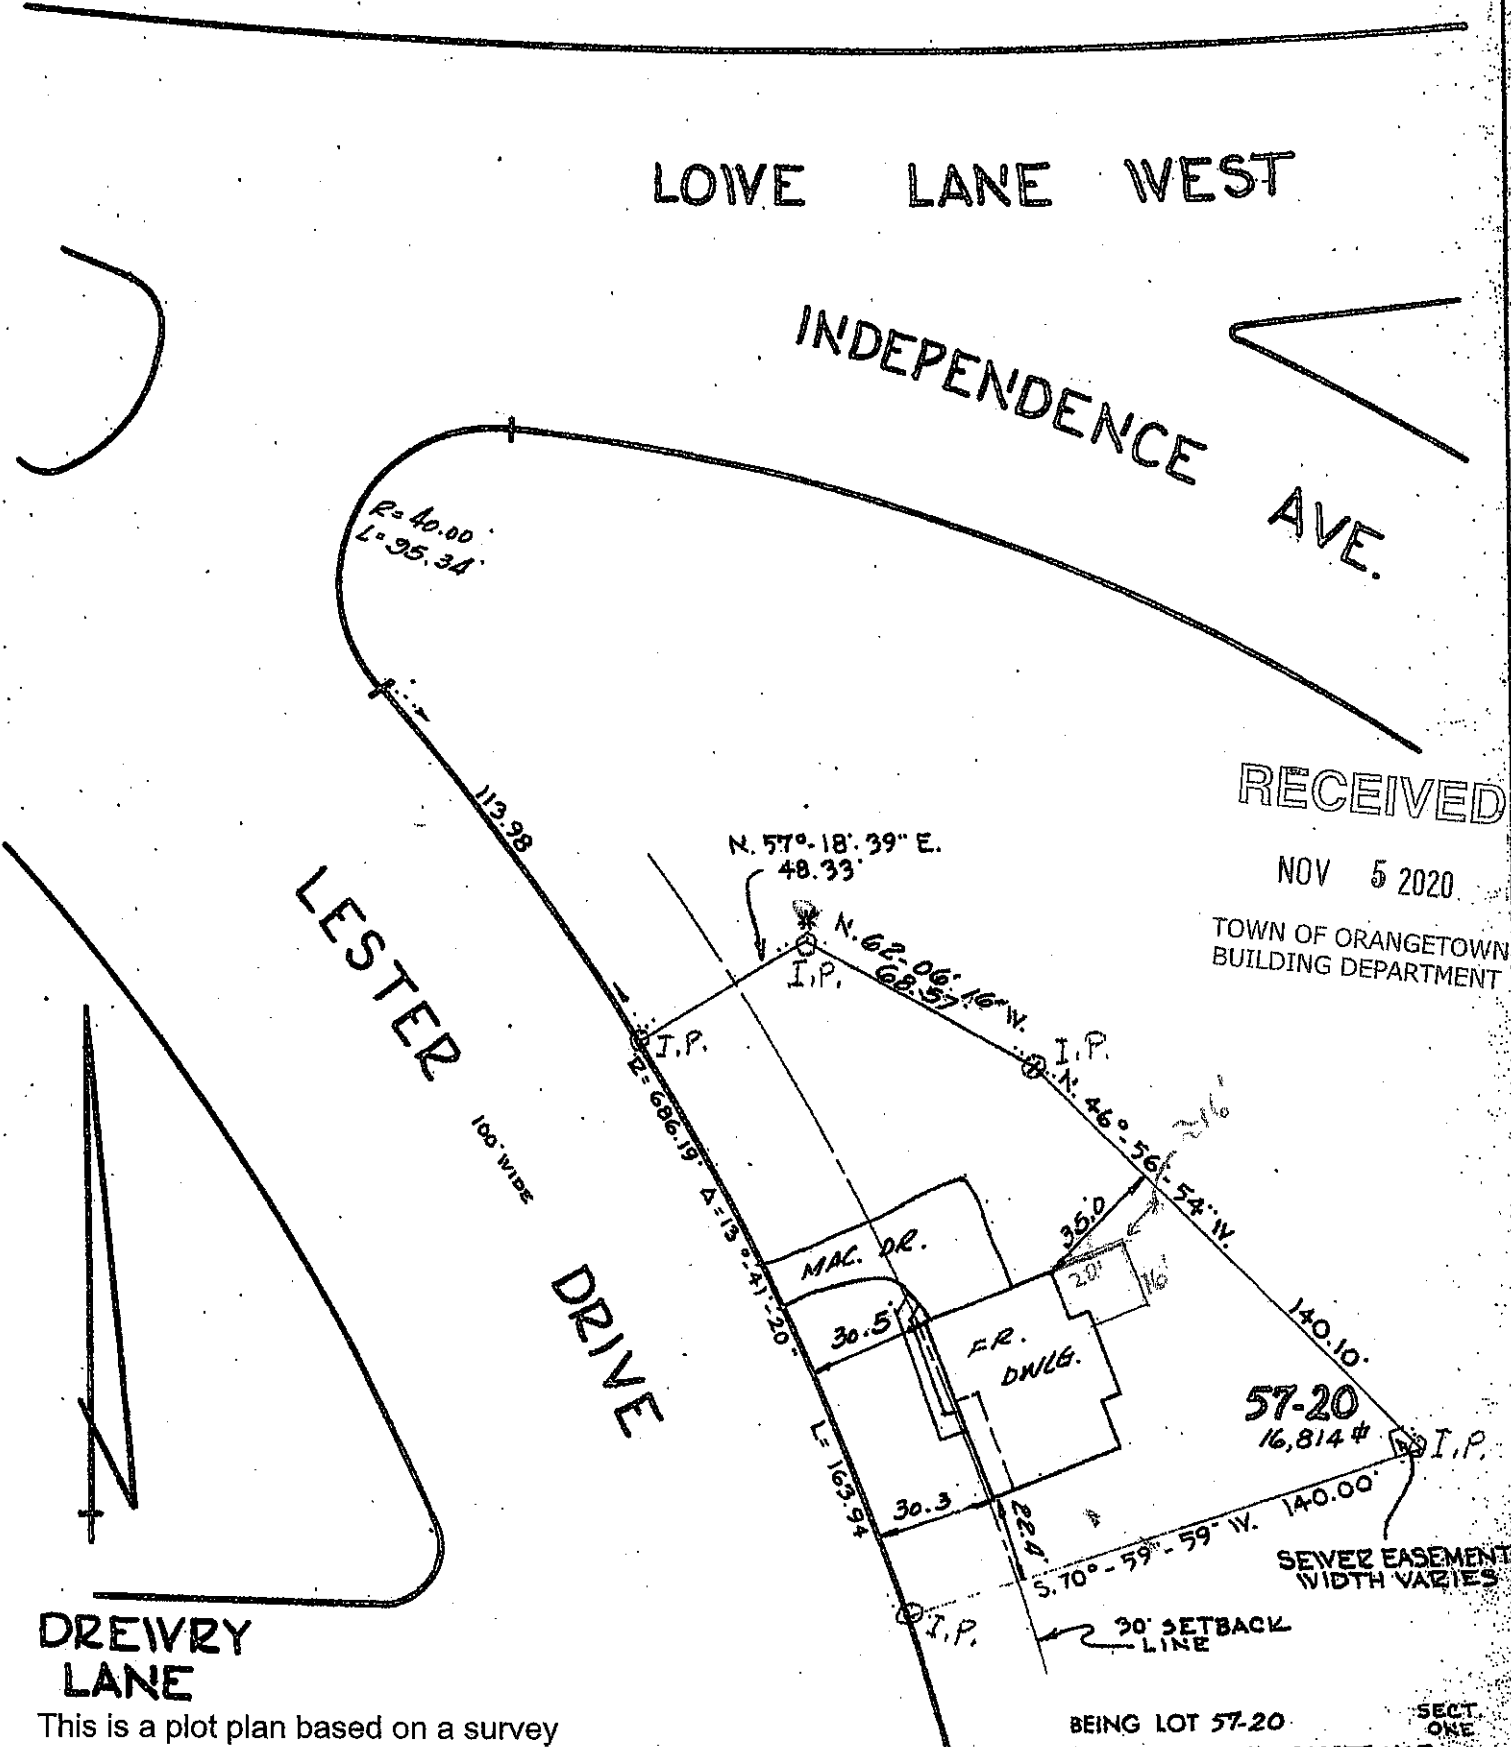 LOWE LANE WEST
INDEPENDENCE AVE.
R=40.00'
L=95.34'
RECEIVED
NOV 5 2020
TOWN OF ORANGETOWN
BUILDING DEPARTMENT
113.98
N. 57°-18'-39" E.
48.33'
I.P.
N. 62-06'-16" W.
68.57'
I.P.
I.P.
N. 46°-56'-54" W.
140.10'
~16'
LESTER DRIVE
100' WIDE
R=686.19' Δ=13°-41'-20"
L=163.94
MAC. DR.
35.0
20'
16'
30.5'
FR.
DWLG.
57-20
16,814 #
I.P.
30.3
22.4'
S. 70°-59'-59" W. 140.00'
SEWER EASEMENT
WIDTH VARIES
I.P.
30' SETBACK
LINE
DREWRY
LANE
This is a plot plan based on a survey
BEING LOT 57-20
SECT.
ONE